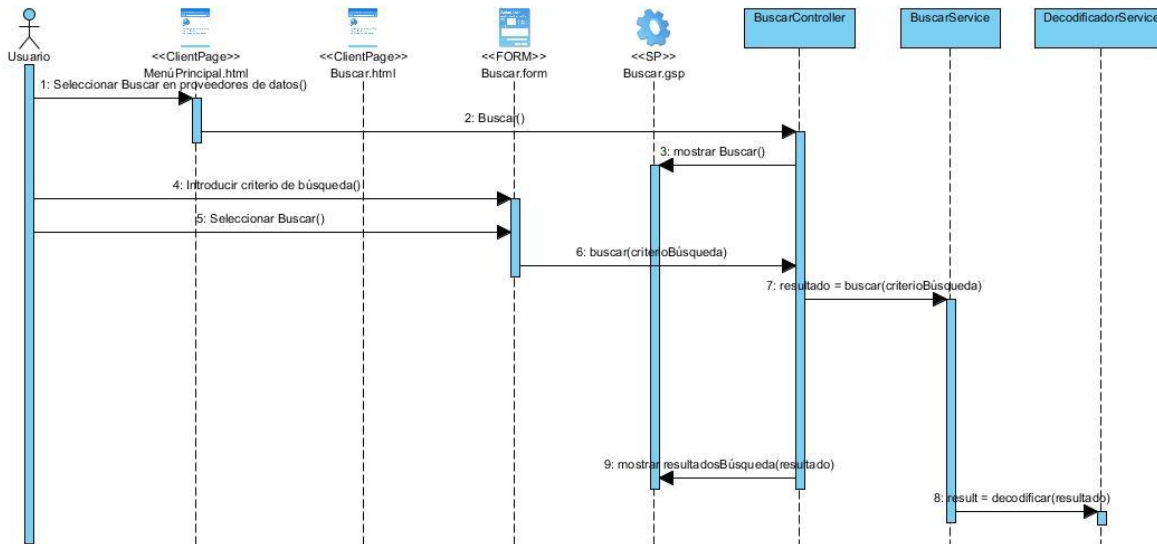 BuscarController
BuscarService
DecodificadorService
Usuario
<<ClientPage>>
MenúPrincipal.html
<<ClientPage>>
Buscar.html
<<FORM>>
Buscar.form
<<SP>>
Buscar.gsp
1: Seleccionar Buscar en proveedores de datos()
2: Buscar()
3: mostrar Buscar()
4: Introducir criterio de búsqueda()
5: Seleccionar Buscar()
6: buscar(criterioBúsqueda)
7: resultado = buscar(criterioBúsqueda)
9: mostrar resultadosBúsqueda(resultado)
8: result = decodificar(resultado)